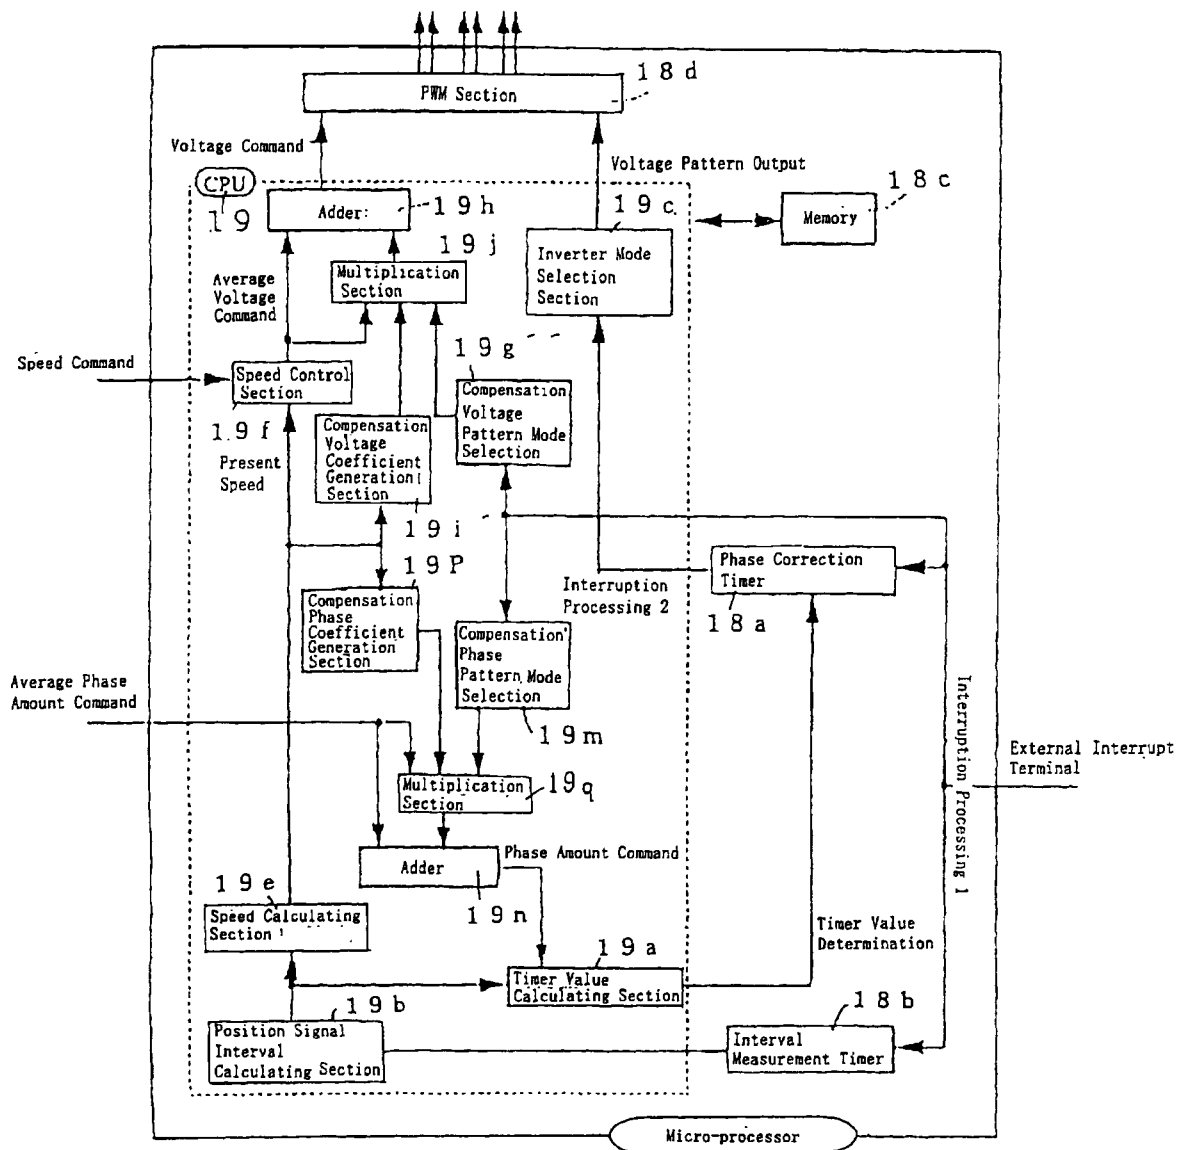 18d
PWM Section
Voltage Command
Voltage Pattern Output
CPU
19
Adder
19h
19c
18c
Memory
19j
Multiplication
Section
Inverter Mode
Selection
Section
Average
Voltage
Command
Speed Command
19g
Speed Control
Section
Compensation
Voltage
Pattern Mode
Selection
19f
Compensation
Voltage
Coefficient
Generation
Section
Present
Speed
19i
19P
Phase Correction
Timer
Interruption
Processing 2
18a
Compensation
Phase
Coefficient
Generation
Section
Compensation
Phase
Pattern Mode
Selection
Average Phase
Amount Command
19m
Interruption Processing 1
External Interrupt
Terminal
Multiplication
Section
19q
Phase Amount Command
Adder
19e
19n
Speed Calculating
Section
Timer Value
Determination
19a
Timer Value
Calculating Section
19b
18b
Position Signal
Interval
Calculating Section
Interval
Measurement Timer
Micro-processor